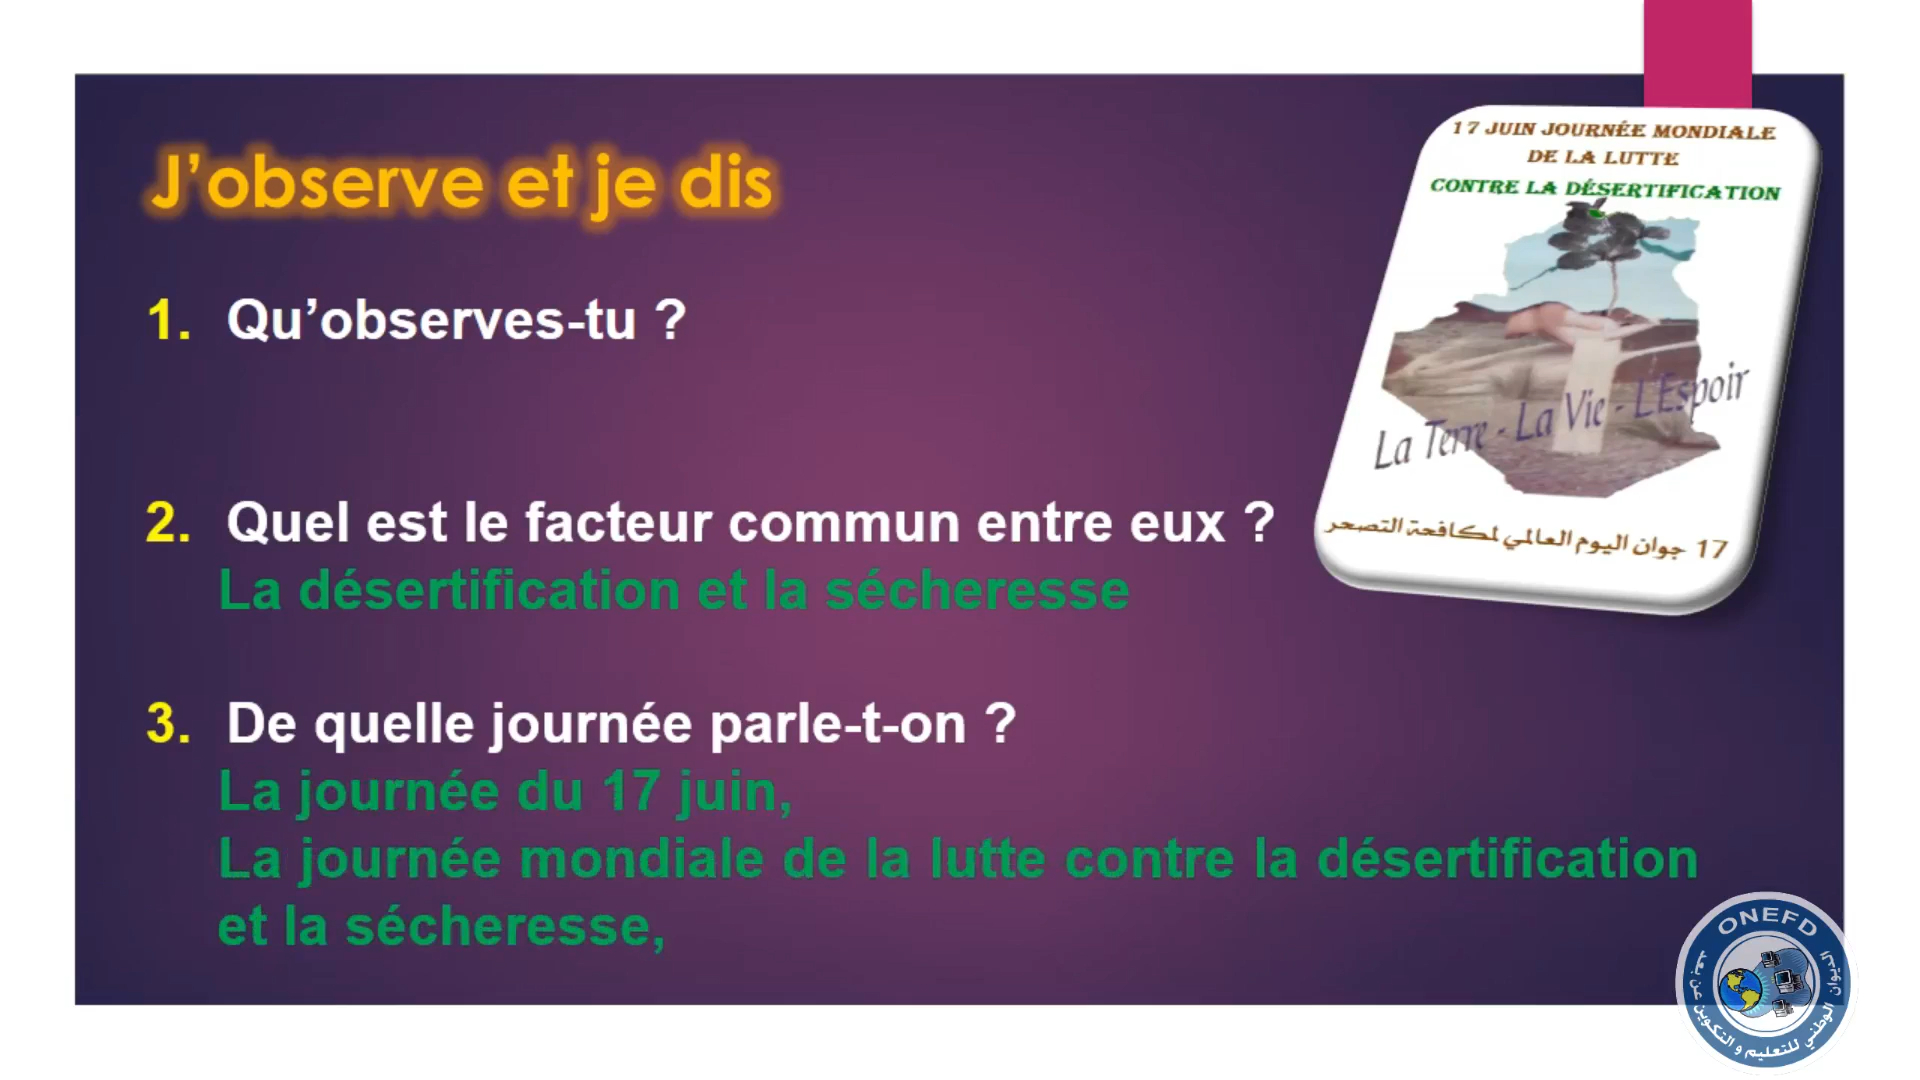 J'observe et je dis
1. Qu'observes-tu ?
2. Quel est le facteur commun entre eux ?
La désertification et la sécheresse
3. De quelle journée parle-t-on ?
La journée du 17 juin,
La journée mondiale de la lutte contre la désertification
et la sécheresse,
17 JUIN JOURNÉE MONDIALE
DE LA LUTTE
CONTRE LA DÉSERTIFICATION
La Terre - La Vie - L'Espoir
17 جوان اليوم العالمي لمكافحة التصحر
ONEFD
الديوان الوطني للتعليم و التكوين عن بعد